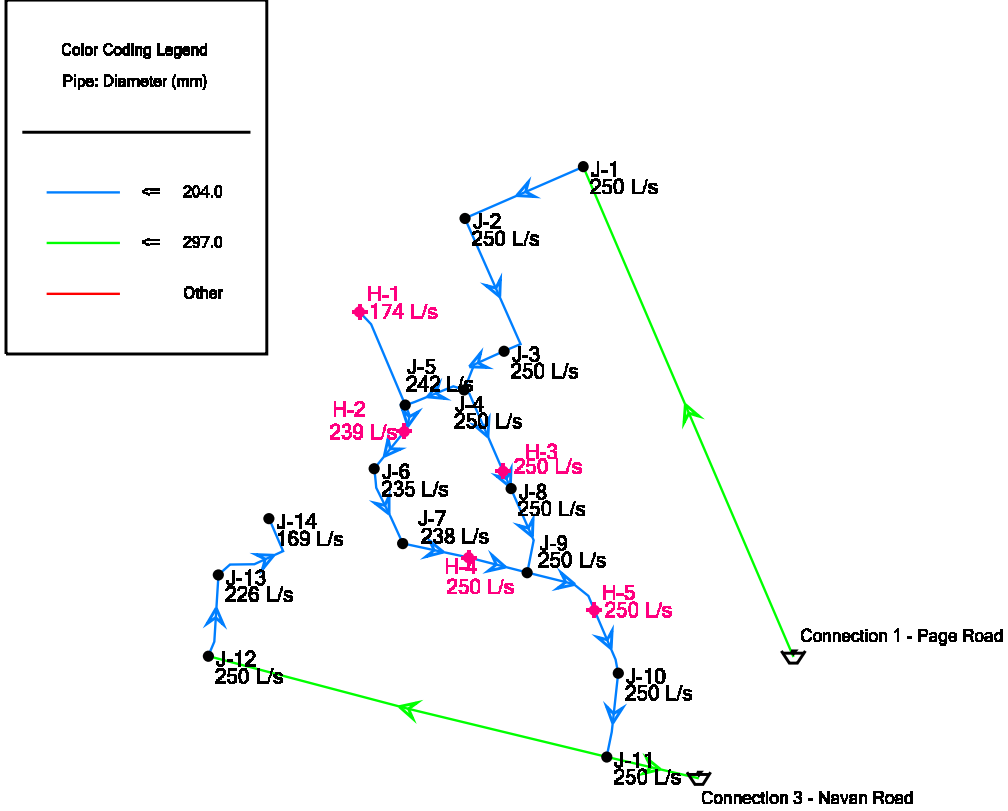 Color Coding Legend
Pipe: Diameter (mm)
<= 204.0
<= 297.0
Other
J-1
250 L/s
J-2
250 L/s
H-1
174 L/s
J-3
250 L/s
J-5
242 L/s
J-4
250 L/s
H-2
239 L/s
H-3
250 L/s
J-6
235 L/s
J-8
250 L/s
J-14
169 L/s
J-7
238 L/s
J-9
250 L/s
H-4
250 L/s
J-13
226 L/s
H-5
250 L/s
Connection 1 - Page Road
J-12
250 L/s
J-10
250 L/s
J-11
250 L/s
Connection 3 - Navan Road